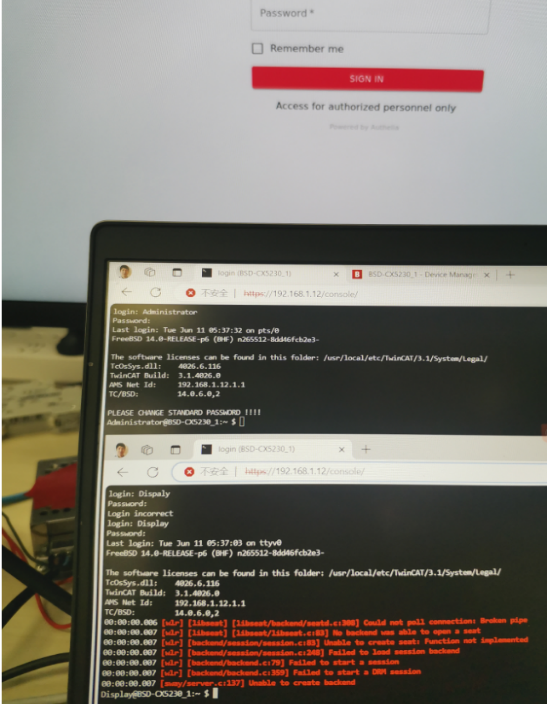 Password *
Remember me
SIGN IN
Access for authorized personnel only
Powered by Authelia
login (BSD-CX5230_1)
BSD-CX5230_1 - Device Manag
不安全 | https://192.168.1.12/console/
login: Administrator
Password:
Last login: Tue Jun 11 05:37:32 on pts/0
FreeBSD 14.0-RELEASE-p6 (BHF) n265512-8dd46fcb2e3-
The software licenses can be found in this folder: /usr/local/etc/TwinCAT/3.1/System/Legal/
TcOsSys.dll: 4026.6.116
TwinCAT Build: 3.1.4026.0
AMS Net Id: 192.168.1.12.1.1
TC/BSD: 14.0.6.0,2
PLEASE CHANGE STANDARD PASSWORD !!!!
Administrator@BSD-CX5230_1:~ $
login (BSD-CX5230_1)
不安全 | https://192.168.1.12/console/
login: Dispaly
Password:
Login incorrect
login: Display
Password:
Last login: Tue Jun 11 05:37:03 on ttyv0
FreeBSD 14.0-RELEASE-p6 (BHF) n265512-8dd46fcb2e3-
The software licenses can be found in this folder: /usr/local/etc/TwinCAT/3.1/System/Legal/
TcOsSys.dll: 4026.6.116
TwinCAT Build: 3.1.4026.0
AMS Net Id: 192.168.1.12.1.1
TC/BSD: 14.0.6.0,2
00:00:00.006 [wlr] [libseat] [libseat/backend/seatd.c:308] Could not poll connection: Broken pipe
00:00:00.007 [wlr] [libseat] [libseat/libseat.c:83] No backend was able to open a seat
00:00:00.007 [wlr] [backend/session/session.c:83] Unable to create seat: Function not implemented
00:00:00.007 [wlr] [backend/session/session.c:248] Failed to load session backend
00:00:00.007 [wlr] [backend/backend.c:79] Failed to start a session
00:00:00.007 [wlr] [backend/backend.c:359] Failed to start a DRM session
00:00:00.007 [sway/server.c:137] Unable to create backend
Display@BSD-CX5230_1:~ $